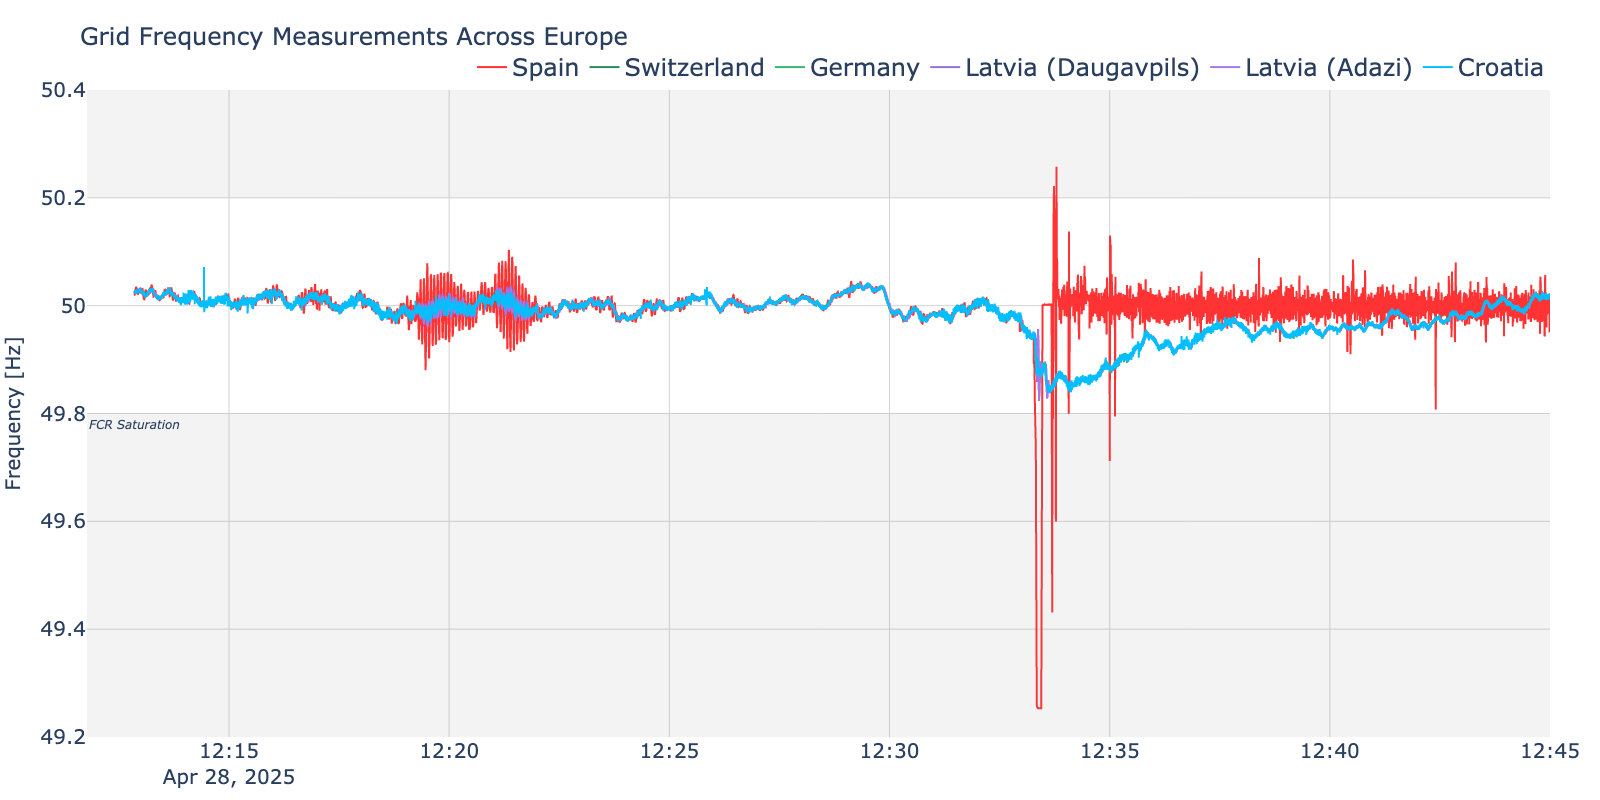 Grid Frequency Measurements Across Europe
Spain Switzerland Germany Latvia (Daugavpils) Latvia (Adazi) Croatia
50.4
50.2
50
49.8
FCR Saturation
49.6
49.4
49.2
Frequency [Hz]
12:15 12:20 12:25 12:30 12:35 12:40 12:45
Apr 28, 2025